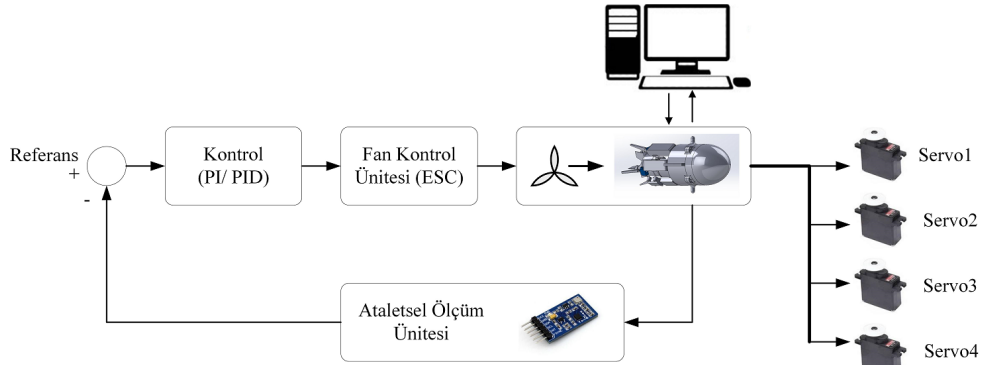 Referans
+
-
Kontrol
(PI/ PID)
Fan Kontrol
Ünitesi (ESC)
Ataletsel Ölçüm
Ünitesi
Servo1
Servo2
Servo3
Servo4